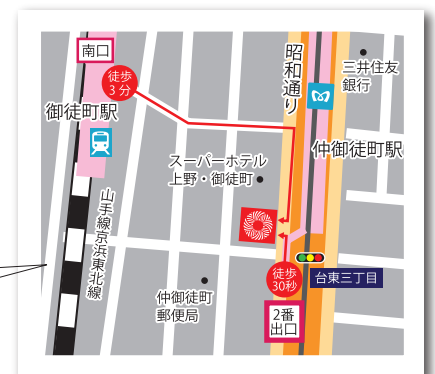 南口
徒歩
3分
御徒町駅
昭和通り
三井住友
銀行
仲御徒町駅
スーパーホテル
上野・御徒町
山手線京浜東北線
徒歩
30秒
台東三丁目
仲御徒町
郵便局
2番
出口